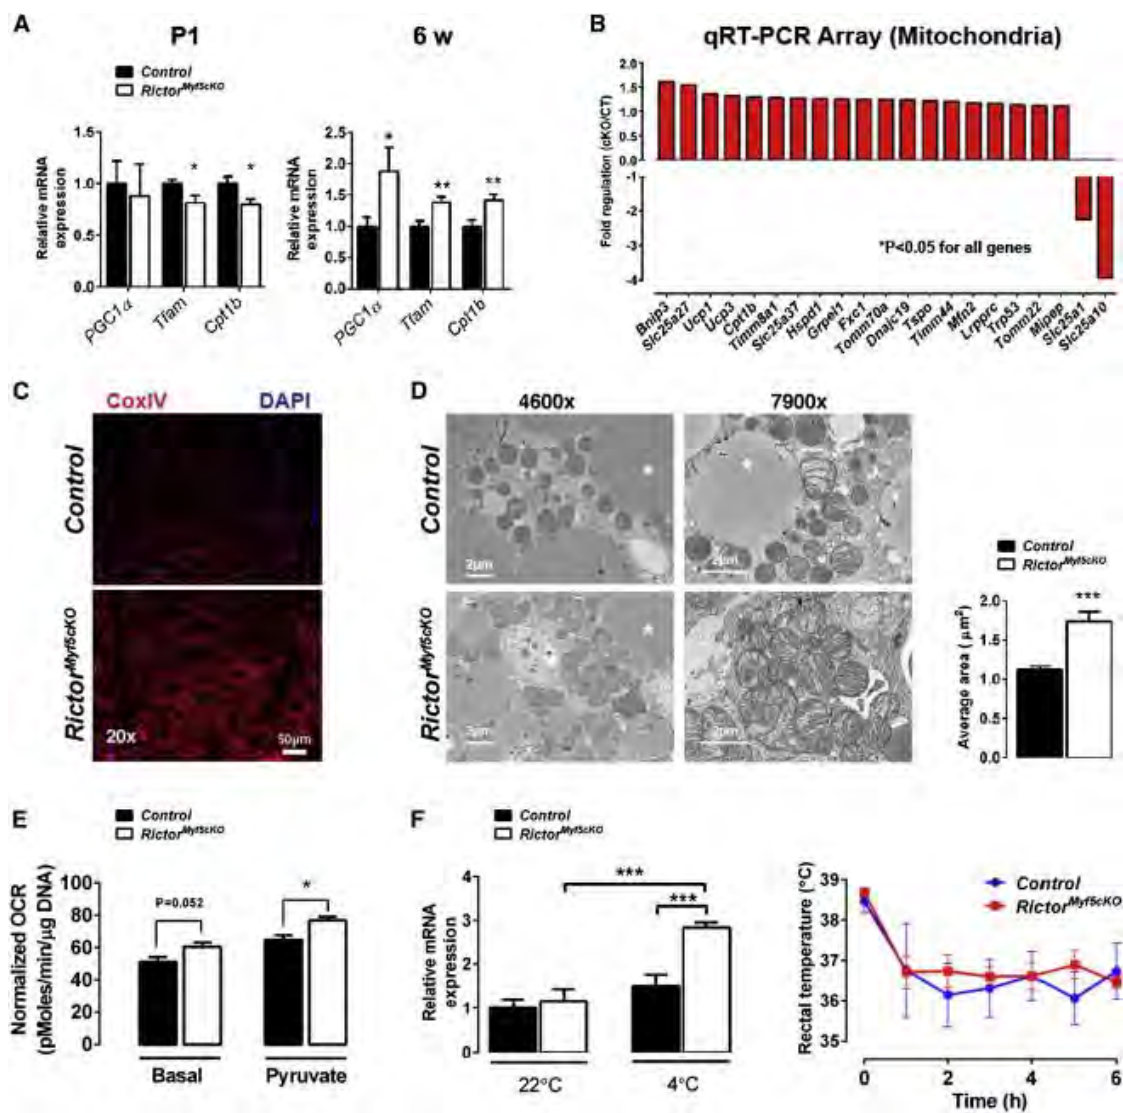 A
P1
6 w
Control
Rictor^Myf5cKO
Relative mRNA
expression
1.5
1.0
0.5
0.0
PGC1α
Tfam
Cpt1b
*
*
Relative mRNA
expression
2.5
2.0
1.5
1.0
0.5
0.0
PGC1α
Tfam
Cpt1b
*
**
**
B
qRT-PCR Array (Mitochondria)
Fold regulation (cKO/CT)
2.0
1.5
1.0
0.5
0.0
-1
-2
-3
-4
*P<0.05 for all genes
Bnip3
Slc25a27
Ucp1
Ucp3
Cpt1b
Timm8a1
Slc25a37
Hspd1
Grpel1
Fxc1
Tomm70a
Dnajc19
Tspo
Timm44
Mfn2
Lrpprc
Trp53
Tomm22
Mipep
Slc25a1
Slc25a10
C
CoxIV DAPI
Control
Rictor^Myf5cKO
20x
50μm
D
4600x
7900x
Control
Rictor^Myf5cKO
2μm
2μm
2μm
2μm
Control
Rictor^Myf5cKO
Average area (μm²)
2.0
1.5
1.0
0.5
0.0
***
E
Control
Rictor^Myf5cKO
Normalized OCR
(pMoles/min/μg DNA)
100
80
60
40
20
0
P=0.052
*
Basal
Pyruvate
F
Control
Rictor^Myf5cKO
Relative mRNA
expression
4
3
2
1
0
***
***
22°C
4°C
Rectal temperature (°C)
39
38
37
36
35
Control
Rictor^Myf5cKO
0
2
4
6
Time (h)